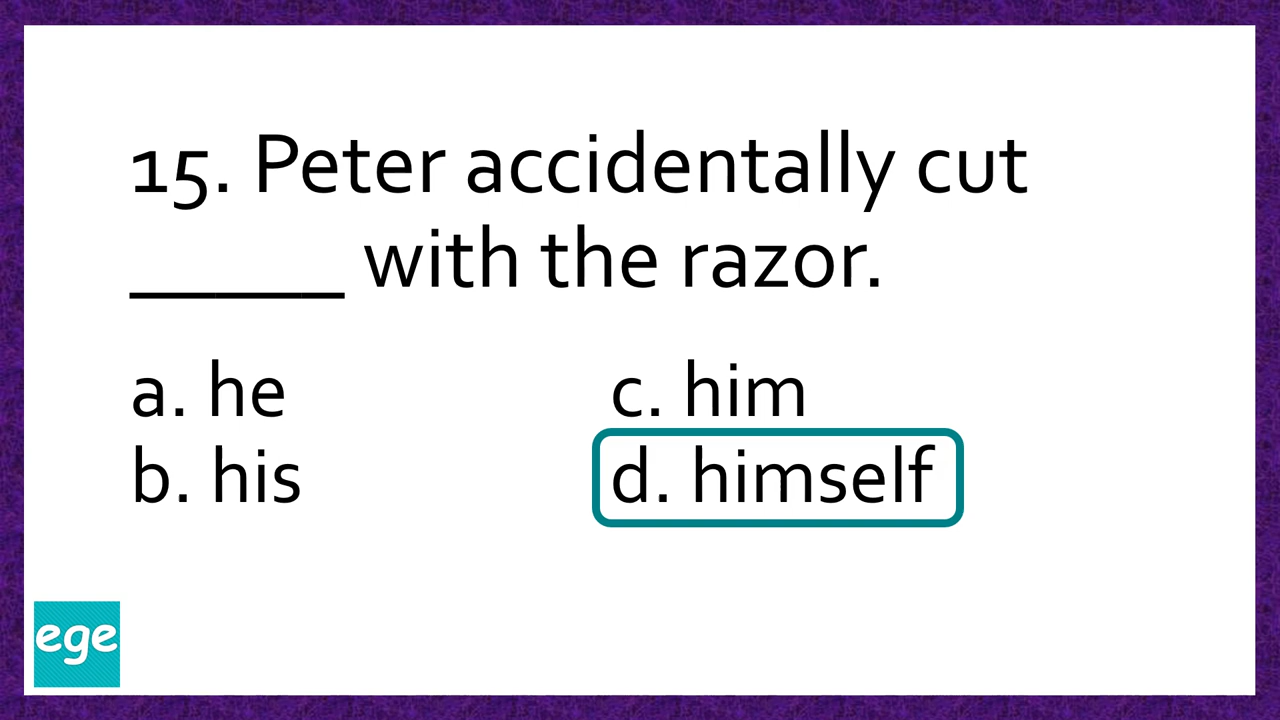 15. Peter accidentally cut
_____ with the razor.
a. he
b. his
c. him
d. himself
ege